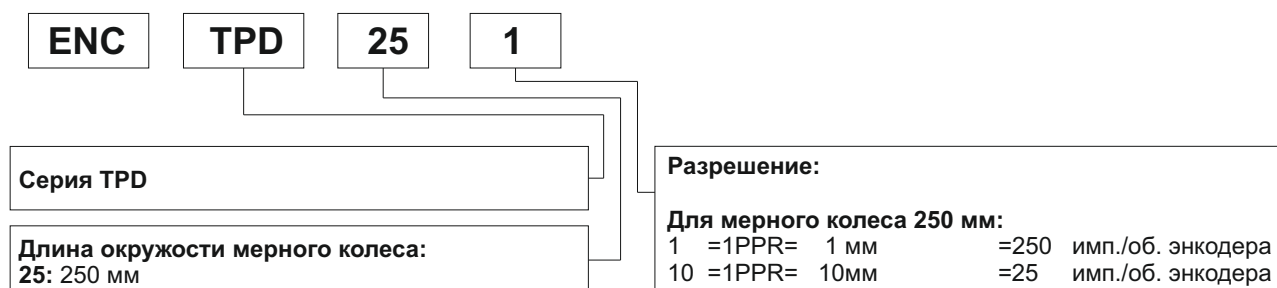 ENC TPD 25 1
Серия TPD
Длина окружости мерного колеса:
25: 250 мм
Разрешение:
Для мерного колеса 250 мм:
1 =1PPR= 1 мм =250 имп./об. энкодера
10 =1PPR= 10мм =25 имп./об. энкодера